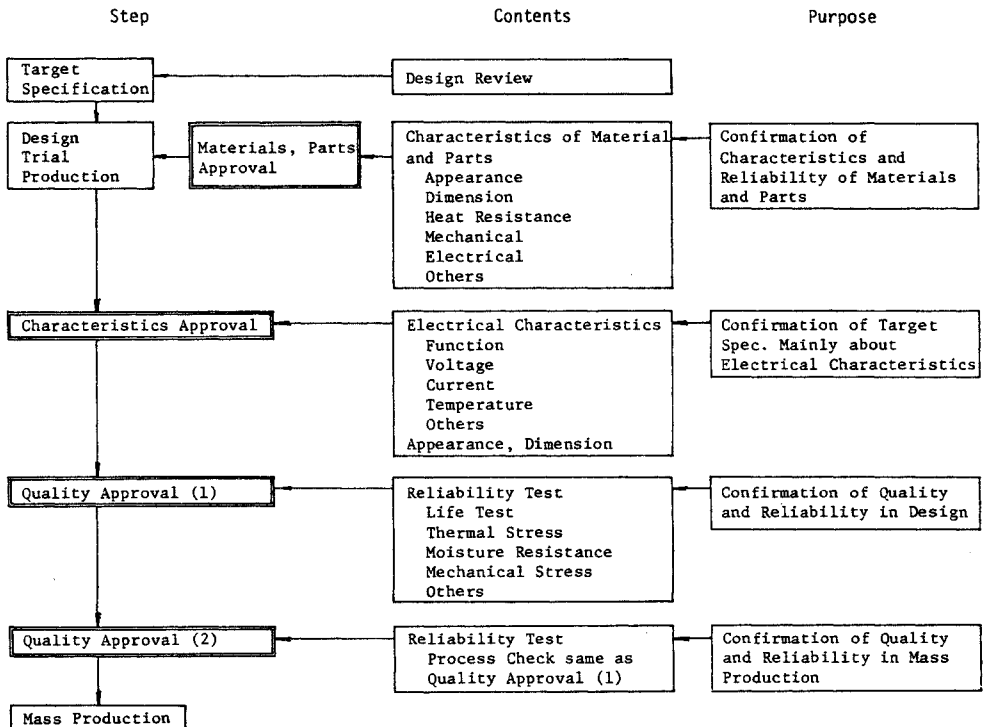 Step Contents Purpose
Target
Specification
Design Review
Design
Trial
Production
Materials, Parts
Approval
Characteristics of Material
and Parts
Appearance
Dimension
Heat Resistance
Mechanical
Electrical
Others
Confirmation of
Characteristics and
Reliability of Materials
and Parts
Characteristics Approval
Electrical Characteristics
Function
Voltage
Current
Temperature
Others
Appearance, Dimension
Confirmation of Target
Spec. Mainly about
Electrical Characteristics
Quality Approval (1)
Reliability Test
Life Test
Thermal Stress
Moisture Resistance
Mechanical Stress
Others
Confirmation of Quality
and Reliability in Design
Quality Approval (2)
Reliability Test
Process Check same as
Quality Approval (1)
Confirmation of Quality
and Reliability in Mass
Production
Mass Production